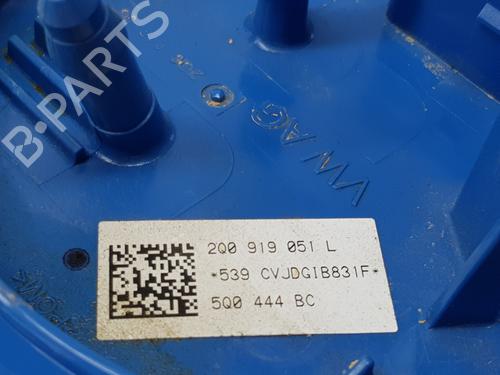 B-PARTS
VW AG
2Q0 919 051 L
*539 CVJDGIB831F*
5Q0 444 BC